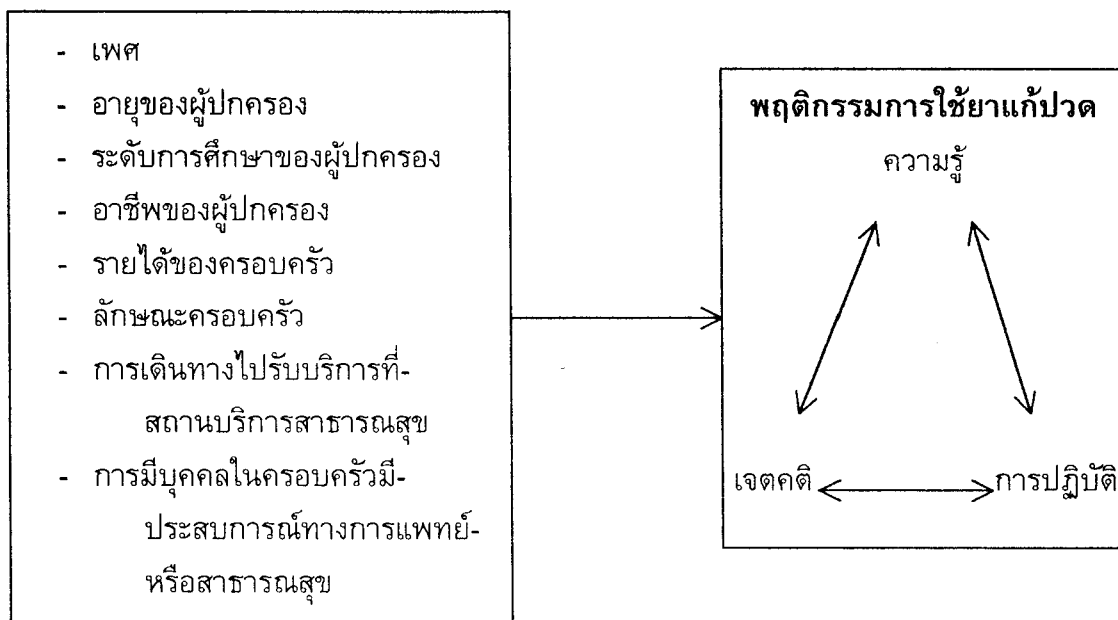 - เพศ
- อายุของผู้ปกครอง
- ระดับการศึกษาของผู้ปกครอง
- อาชีพของผู้ปกครอง
- รายได้ของครอบครัว
- ลักษณะครอบครัว
- การเดินทางไปรับบริการที่-
สถานบริการสาธารณสุข
- การมีบุคคลในครอบครัวมี-
ประสบการณ์ทางการแพทย์-
หรือสาธารณสุข
พฤติกรรมการใช้ยาแก้ปวด
ความรู้
เจตคติ
การปฏิบัติ